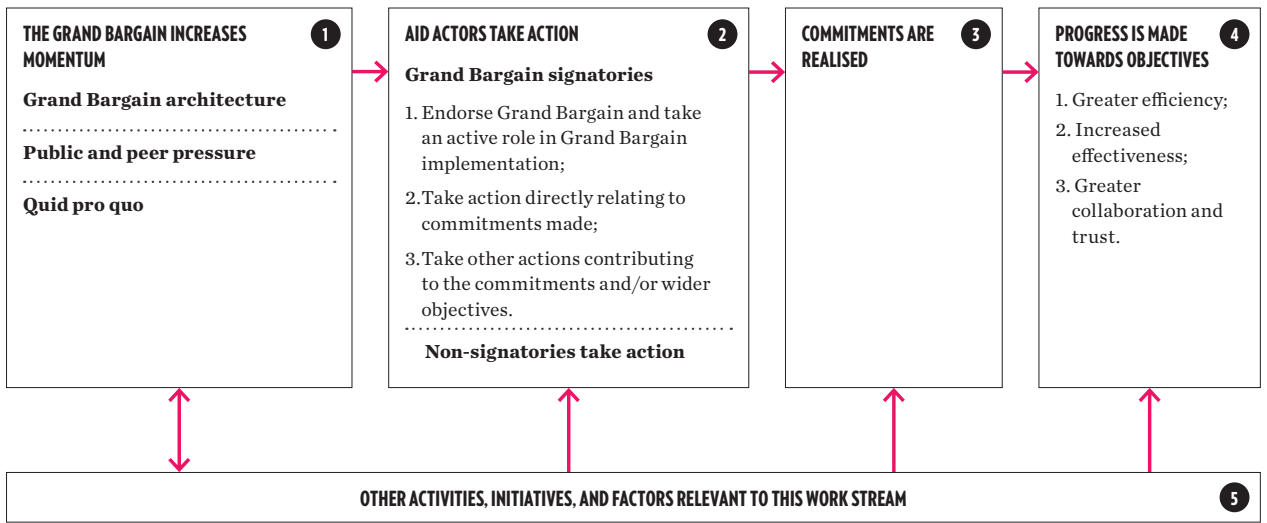 THE GRAND BARGAIN INCREASES
MOMENTUM
1
Grand Bargain architecture
Public and peer pressure
Quid pro quo
AID ACTORS TAKE ACTION
2
Grand Bargain signatories
1. Endorse Grand Bargain and take
an active role in Grand Bargain
implementation;
2.Take action directly relating to
commitments made;
3.Take other actions contributing
to the commitments and/or wider
objectives.
Non-signatories take action
COMMITMENTS ARE
REALISED
3
PROGRESS IS MADE
TOWARDS OBJECTIVES
4
1. Greater efficiency;
2. Increased
effectiveness;
3. Greater
collaboration and
trust.
OTHER ACTIVITIES, INITIATIVES, AND FACTORS RELEVANT TO THIS WORK STREAM
5